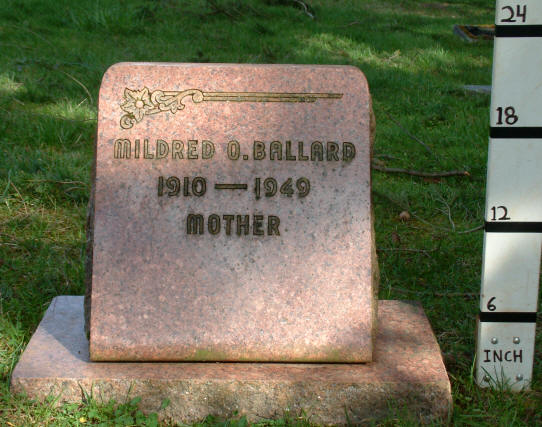 MILDRED O. BALLARD
1910 — 1949
MOTHER
24
18
12
6
INCH